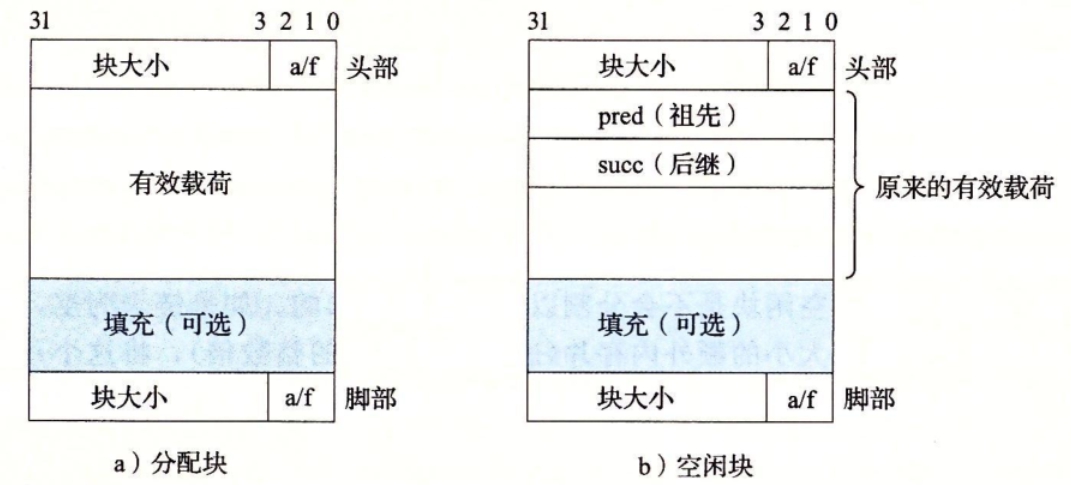 31 3 2 1 0
块大小 a/f 头部
有效载荷
填充（可选）
块大小 a/f 脚部
a）分配块
31 3 2 1 0
块大小 a/f 头部
pred（祖先）
succ（后继）
原来的有效载荷
填充（可选）
块大小 a/f 脚部
b）空闲块